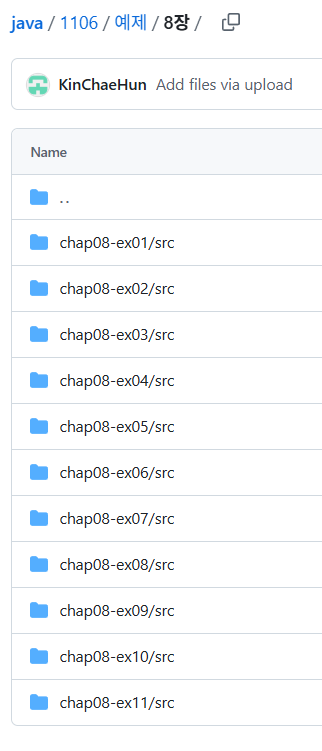 java / 1106 / 예제 / 8장 /
KinChaeHun Add files via upload
Name
..
chap08-ex01/src
chap08-ex02/src
chap08-ex03/src
chap08-ex04/src
chap08-ex05/src
chap08-ex06/src
chap08-ex07/src
chap08-ex08/src
chap08-ex09/src
chap08-ex10/src
chap08-ex11/src